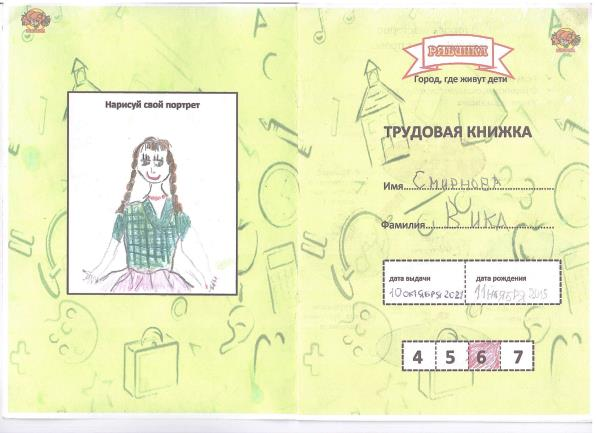 Нарисуй свой портрет
РЯБИНКА
Город, где живут дети
ТРУДОВАЯ КНИЖКА
Имя Смирнова
Фамилия Вика
дата выдачи дата рождения
10 октября 2021 11 ноября 2015
4 5 6 7